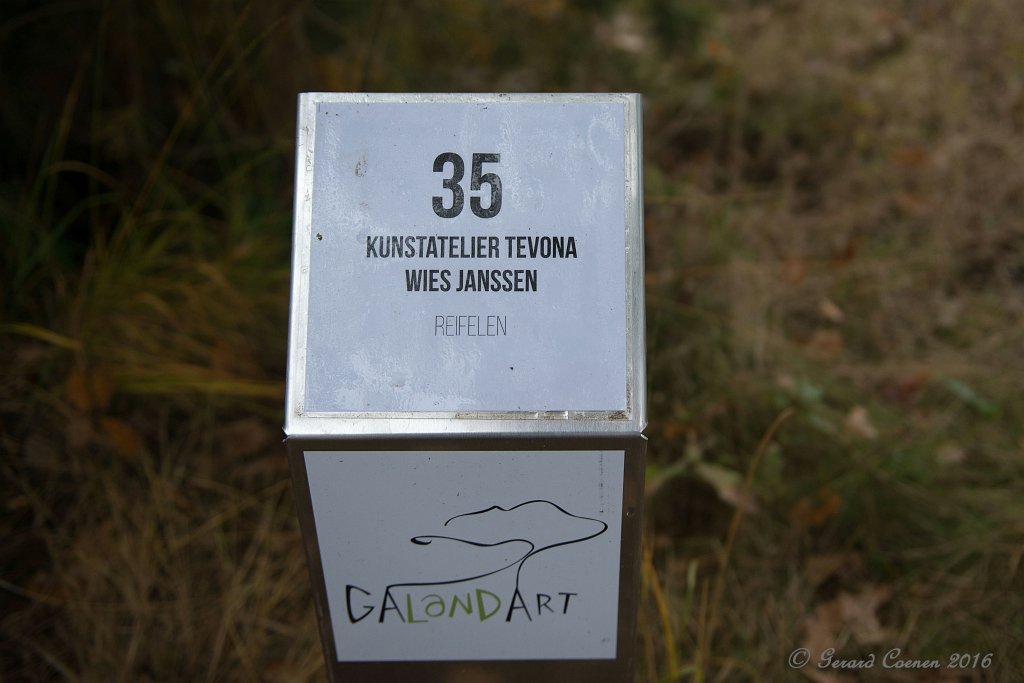 35
KUNSTATELIER TEVONA
WIES JANSSEN
REIFELEN
GALANDART
© Gerard Coenen 2016